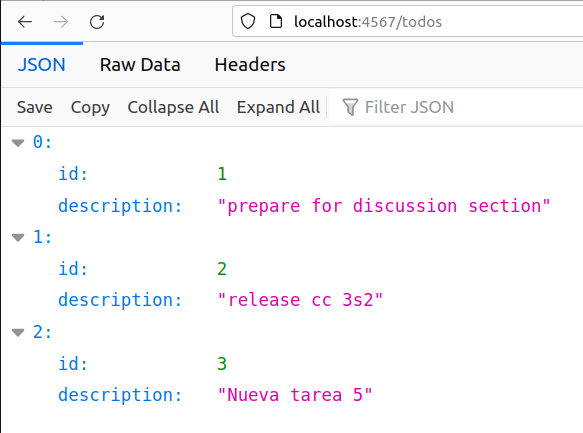 localhost:4567/todos
JSON Raw Data Headers
Save Copy Collapse All Expand All Filter JSON
0:
id: 1
description: "prepare for discussion section"
1:
id: 2
description: "release cc 3s2"
2:
id: 3
description: "Nueva tarea 5"